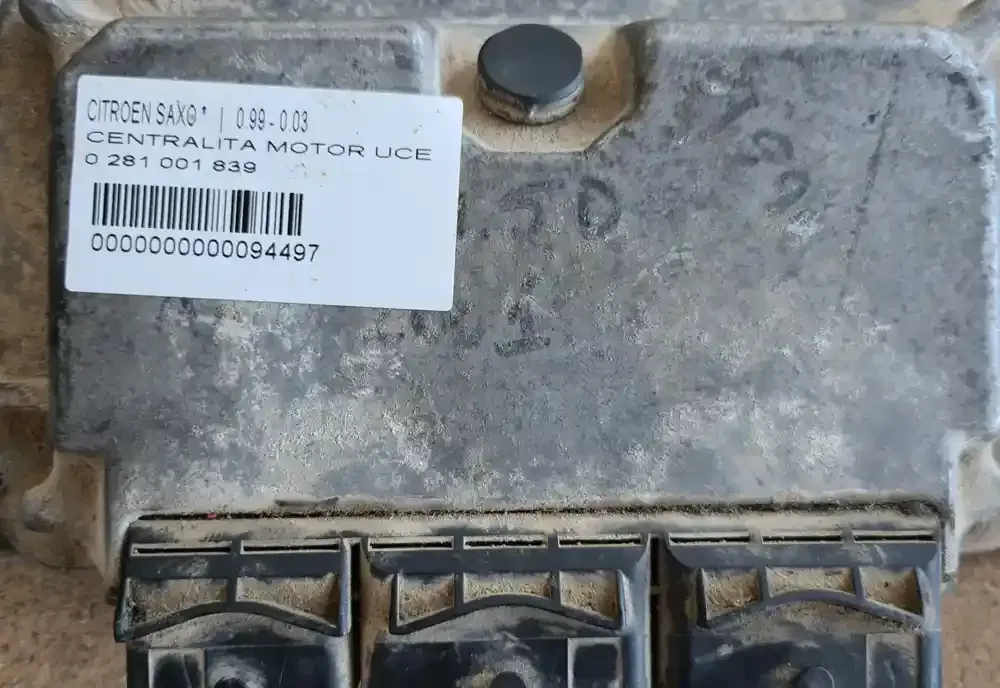 CITROEN SAXO * | 0.99 - 0.03
CENTRALITA MOTOR UCE
0 281 001 839
0000000000094497